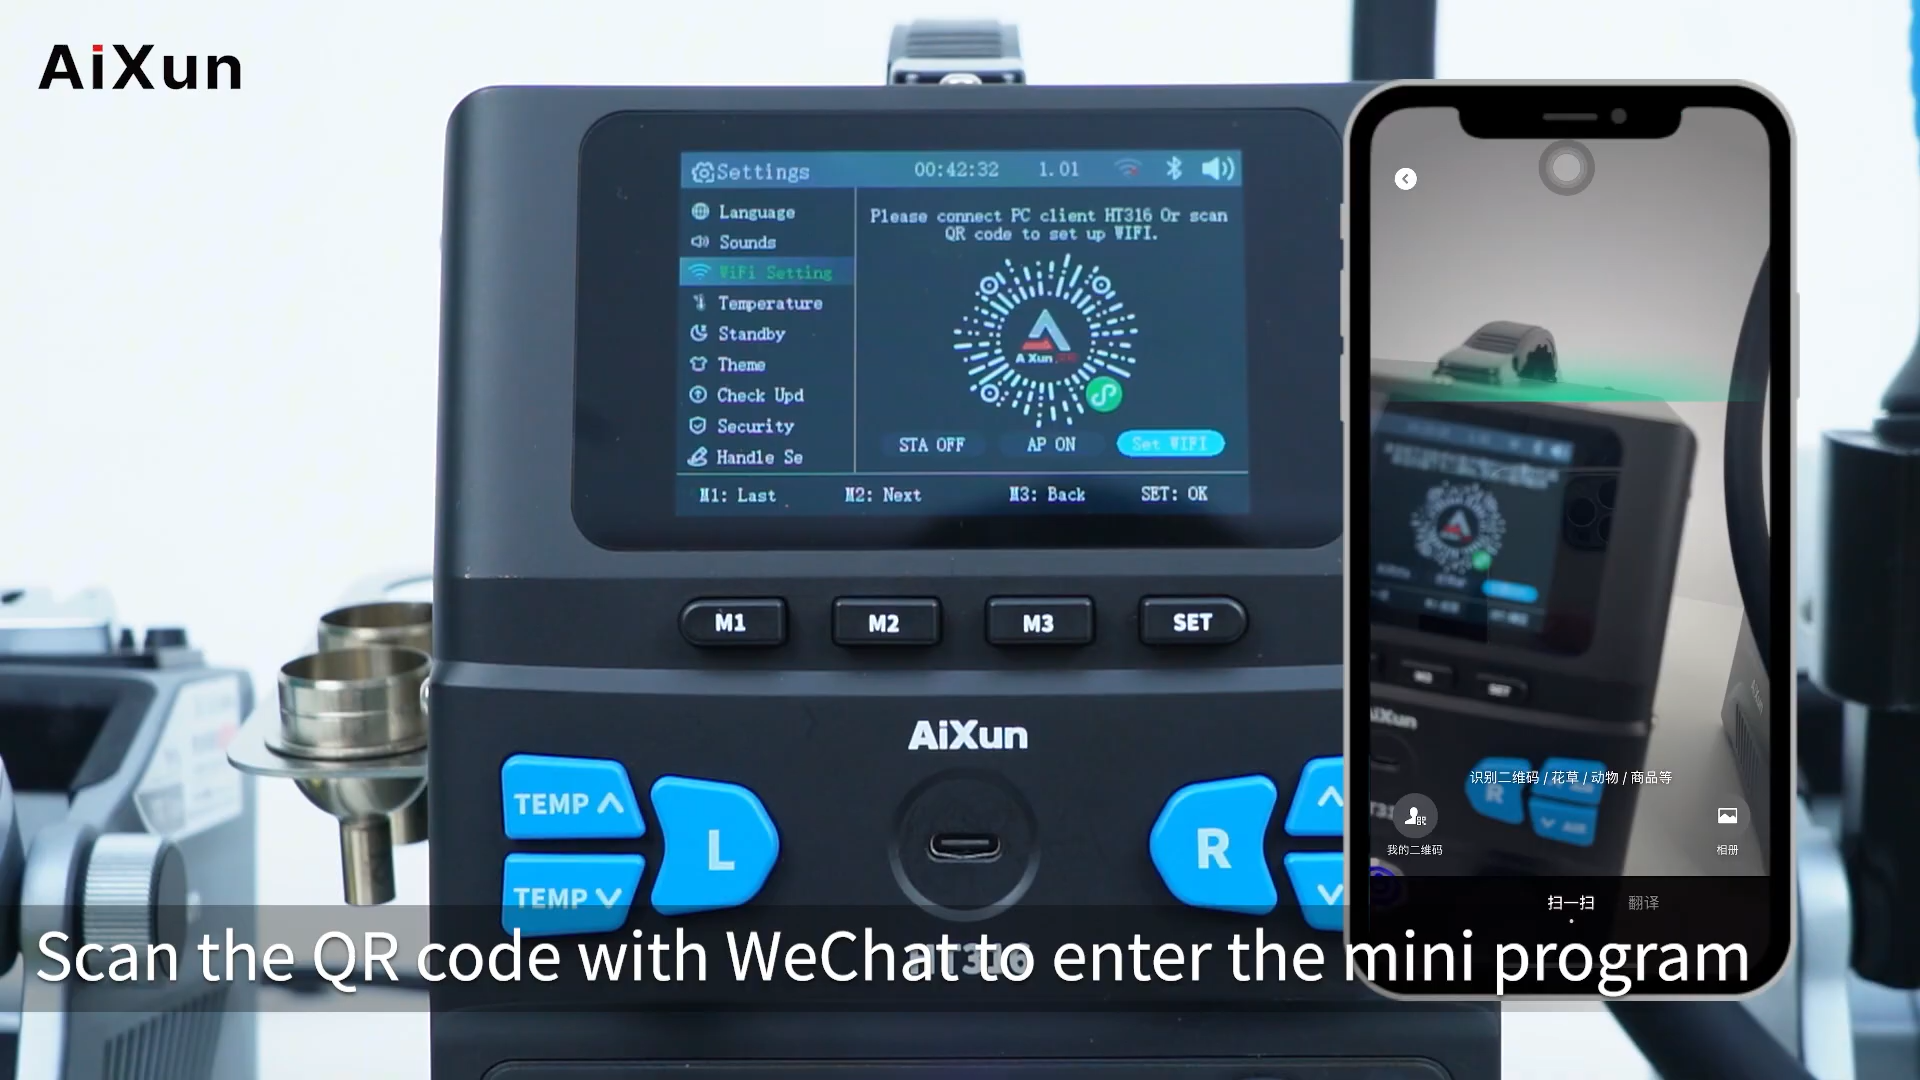 AiXun
Settings 00:42:32 1.01
Language
Sounds
WiFi Setting
Temperature
Standby
Theme
Check Upd
Security
Handle Se
Please connect PC client HT316 Or scan
QR code to set up WIFI.
A Xun
STA OFF AP ON Set WIFI
M1: Last M2: Next M3: Back SET: OK
M1 M2 M3 SET
AiXun
TEMP
L
R
TEMP
识别二维码 / 花草 / 动物 / 商品等
我的二维码
相册
扫一扫 翻译
HT316
Scan the QR code with WeChat to enter the mini program